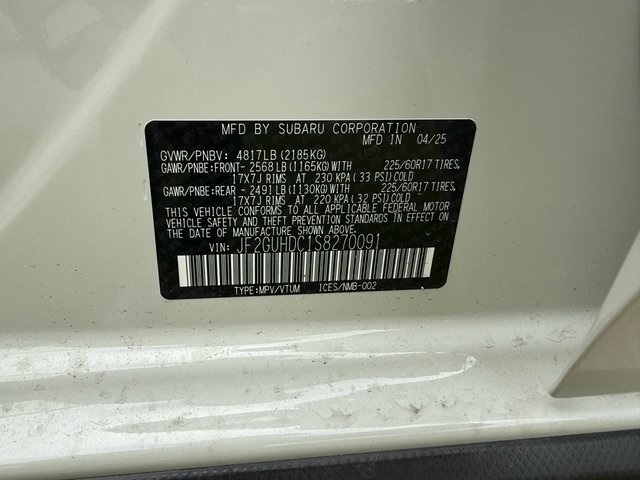 MFD BY SUBARU CORPORATION
MFD IN 04/25
GVWR/PNBV: 4817LB (2185KG)
GAWR/PNBE:FRONT- 2568LB(1165KG)WITH 225/60R17 TIRES,
17X7J RIMS AT 230 KPA(33 PSI)COLD
GAWR/PNBE:REAR - 2491LB(1130KG)WITH 225/60R17 TIRES,
17X7J RIMS AT 220 KPA(32 PSI)COLD
THIS VEHICLE CONFORMS TO ALL APPLICABLE FEDERAL MOTOR
VEHICLE SAFETY AND THEFT PREVENTION STANDARDS IN EFFECT
ON THE DATE OF MANUFACTURE SHOWN ABOVE.
VIN: JF2GUHDC1S8270091
TYPE:MPV/VTUM ICES/NMB-002